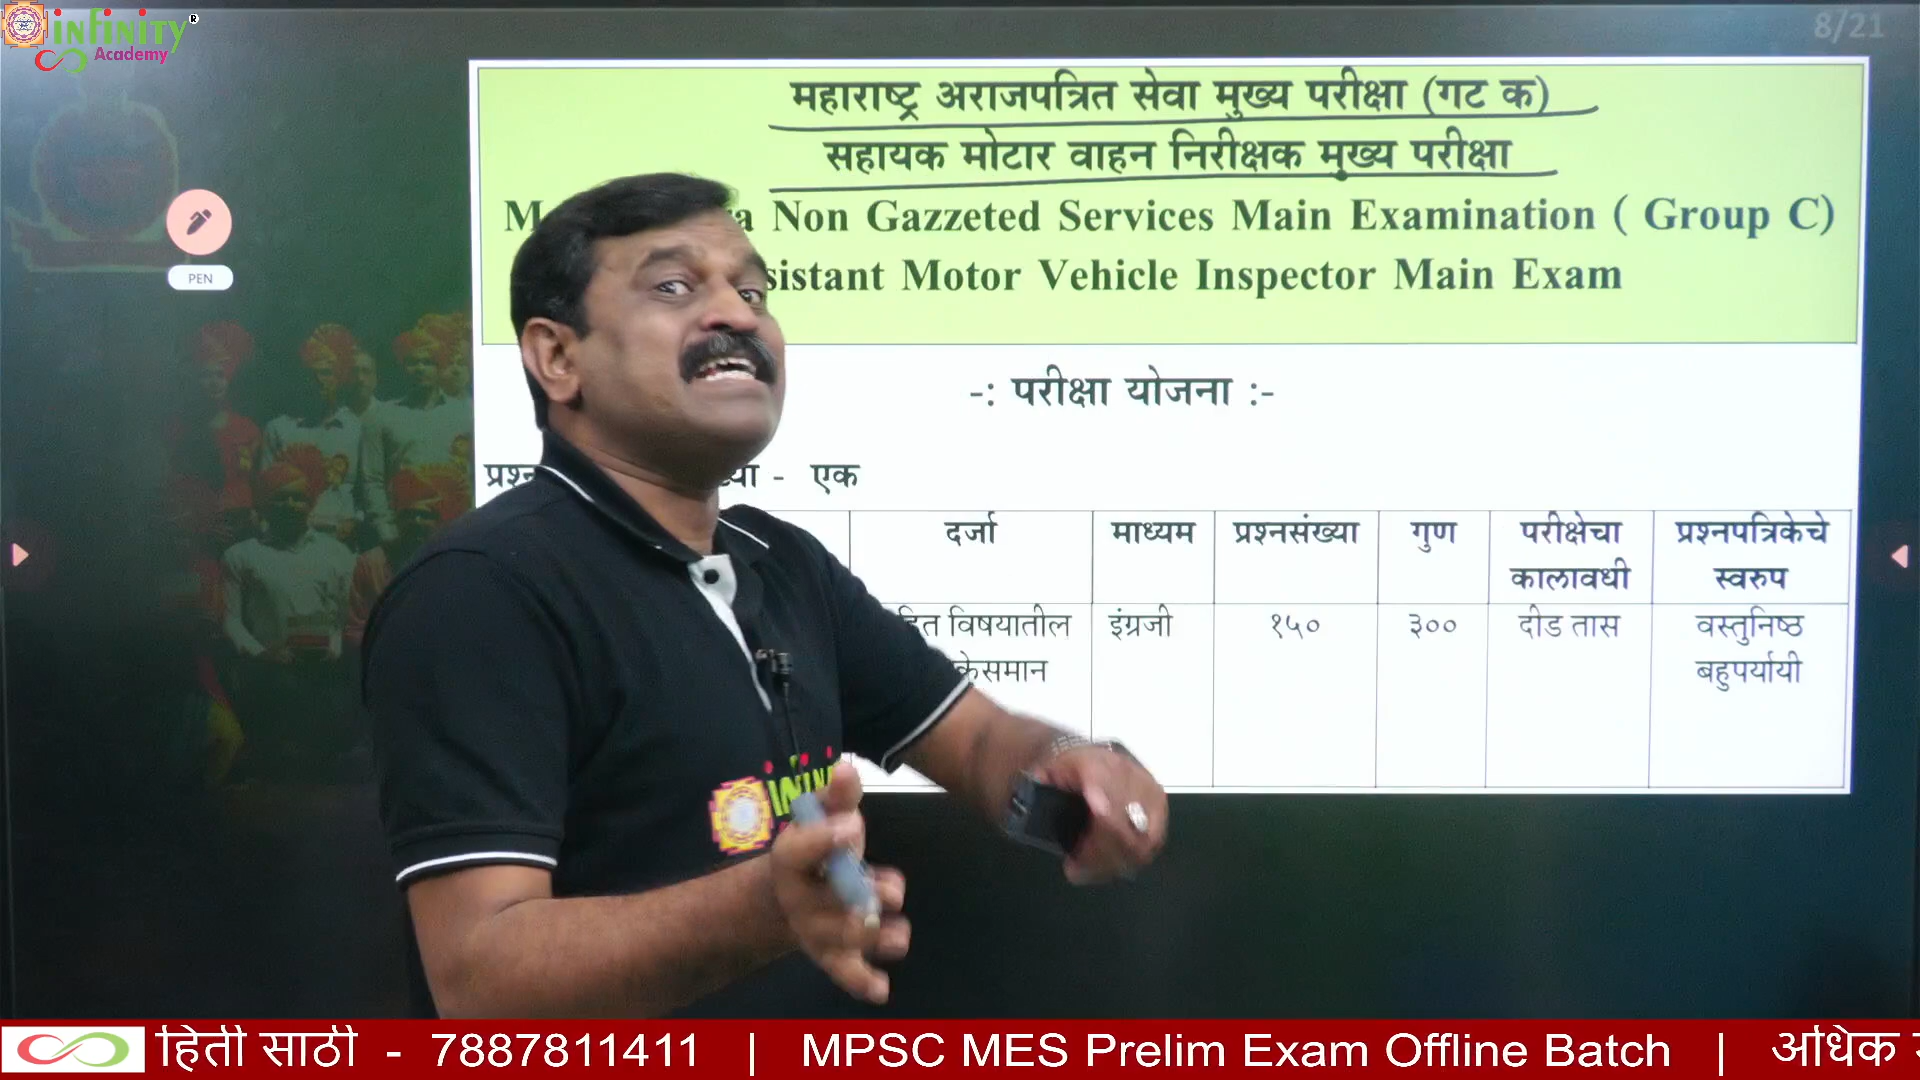 infinity®
Academy
8/21
PEN
महाराष्ट्र अराजपत्रित सेवा मुख्य परीक्षा (गट क)
सहायक मोटार वाहन निरीक्षक मुख्य परीक्षा
Non Gazzeted Services Main Examination ( Group C)
Motor Vehicle Inspector Main Exam
-: परीक्षा योजना :-
- एक
दर्जा माध्यम प्रश्नसंख्या गुण परीक्षेचा प्रश्नपत्रिकेचे
कालावधी स्वरुप
विषयातील इंग्रजी १५० ३०० दीड तास वस्तुनिष्ठ
बहुपर्यायी
हिती साठी - 7887811411 | MPSC MES Prelim Exam Offline Batch | अधिक